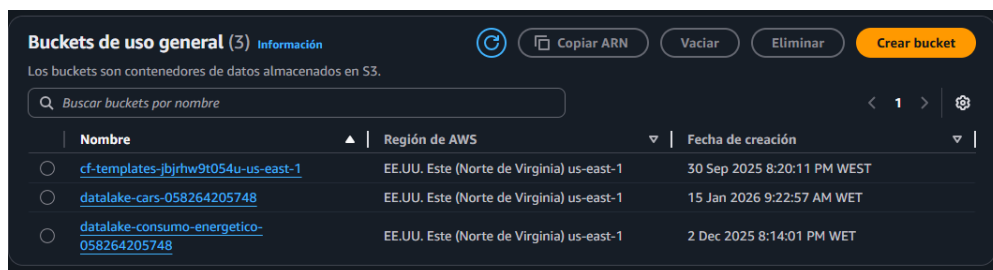 Buckets de uso general (3) Información
Copiar ARN
Vaciar
Eliminar
Crear bucket
Los buckets son contenedores de datos almacenados en S3.
Buscar buckets por nombre
1
Nombre Región de AWS Fecha de creación
cf-templates-jbjrhw9t054u-us-east-1 EE.UU. Este (Norte de Virginia) us-east-1 30 Sep 2025 8:20:11 PM WEST
datalake-cars-058264205748 EE.UU. Este (Norte de Virginia) us-east-1 15 Jan 2026 9:22:57 AM WET
datalake-consumo-energetico-
058264205748 EE.UU. Este (Norte de Virginia) us-east-1 2 Dec 2025 8:14:01 PM WET